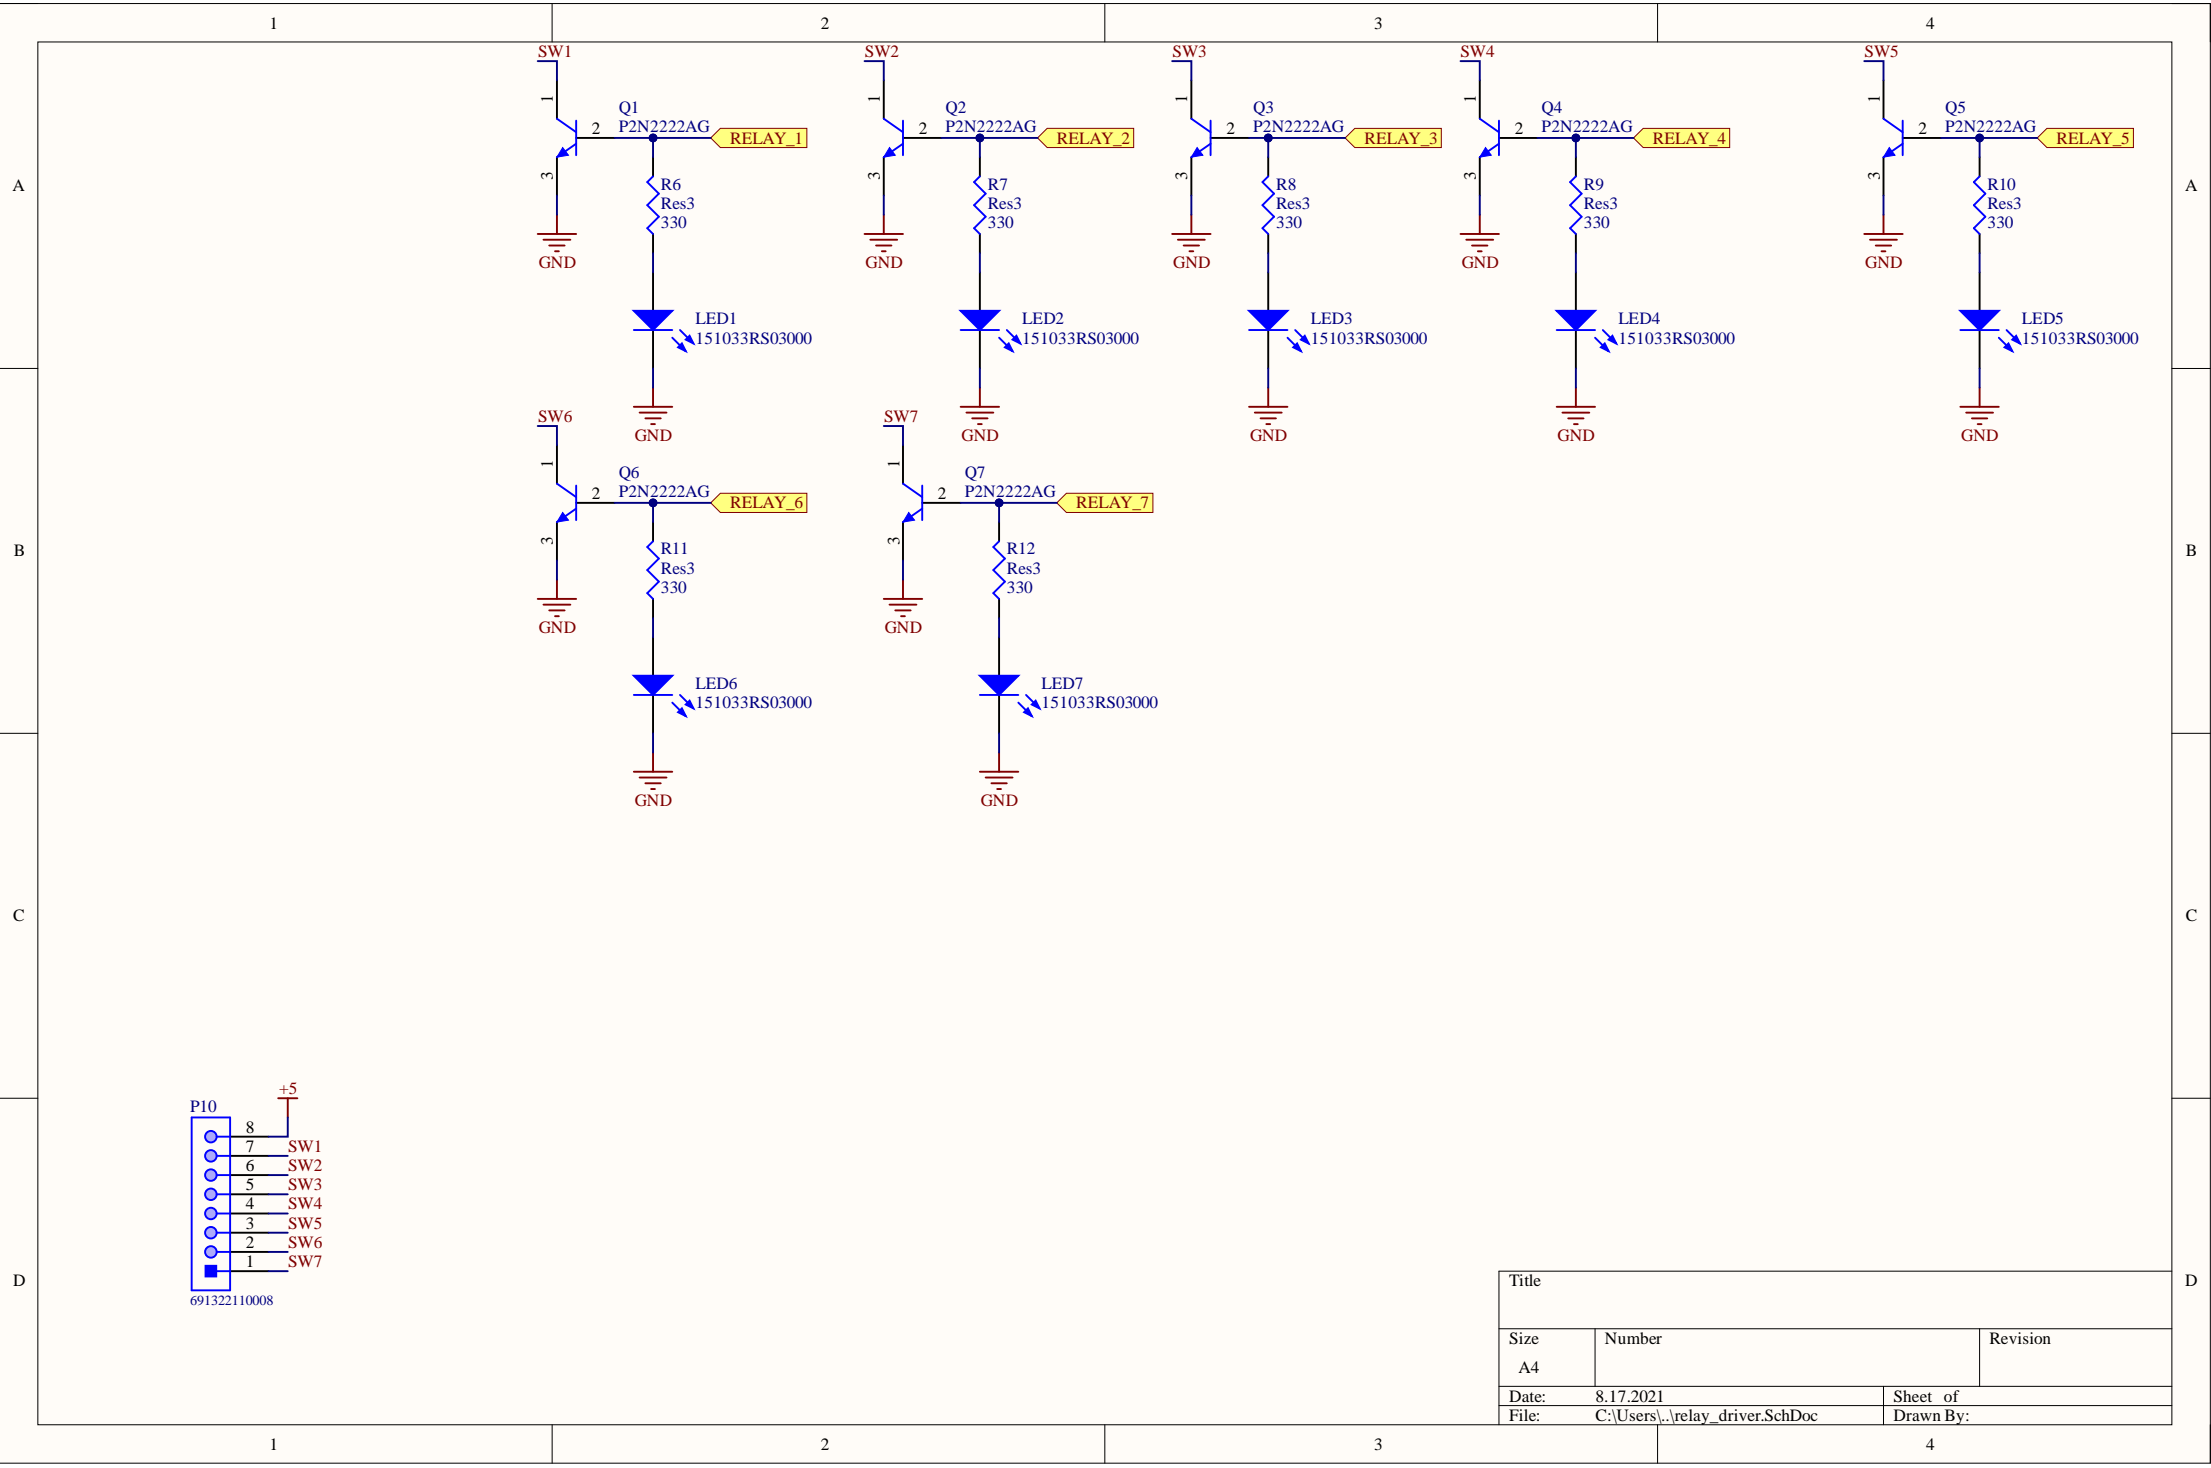 1 2 3 4
SW1 SW2 SW3 SW4 SW5
1 1 1 1 1
Q1 Q2 Q3 Q4 Q5
2 P2N2222AG RELAY_1 2 P2N2222AG RELAY_2 2 P2N2222AG RELAY_3 2 P2N2222AG RELAY_4 2 P2N2222AG RELAY_5
3 3 3 3 3
A R6 R7 R8 R9 R10 A
Res3 Res3 Res3 Res3 Res3
330 330 330 330 330
GND GND GND GND GND
LED1 LED2 LED3 LED4 LED5
151033RS03000 151033RS03000 151033RS03000 151033RS03000 151033RS03000
SW6 SW7
GND GND GND GND GND
1 1
Q6 Q7
2 P2N2222AG RELAY_6 2 P2N2222AG RELAY_7
3 3
B R11 R12 B
Res3 Res3
330 330
GND GND
LED6 LED7
151033RS03000 151033RS03000
GND GND
C C
+5
P10
8
7 SW1
6 SW2
5 SW3
4 SW4
3 SW5
2 SW6
1 SW7
691322110008
D D
Title
Size Number Revision
A4
Date: 8.17.2021 Sheet of
File: C:\Users\..\relay_driver.SchDoc Drawn By:
1 2 3 4